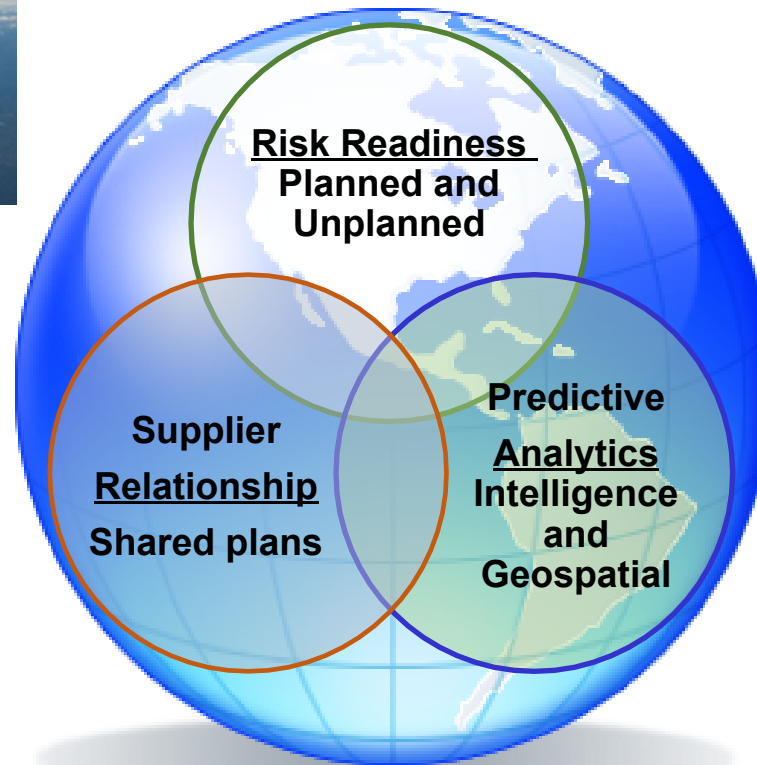 Risk Readiness
Planned and
Unplanned
Supplier
Relationship
Shared plans
Predictive
Analytics
Intelligence
and
Geospatial